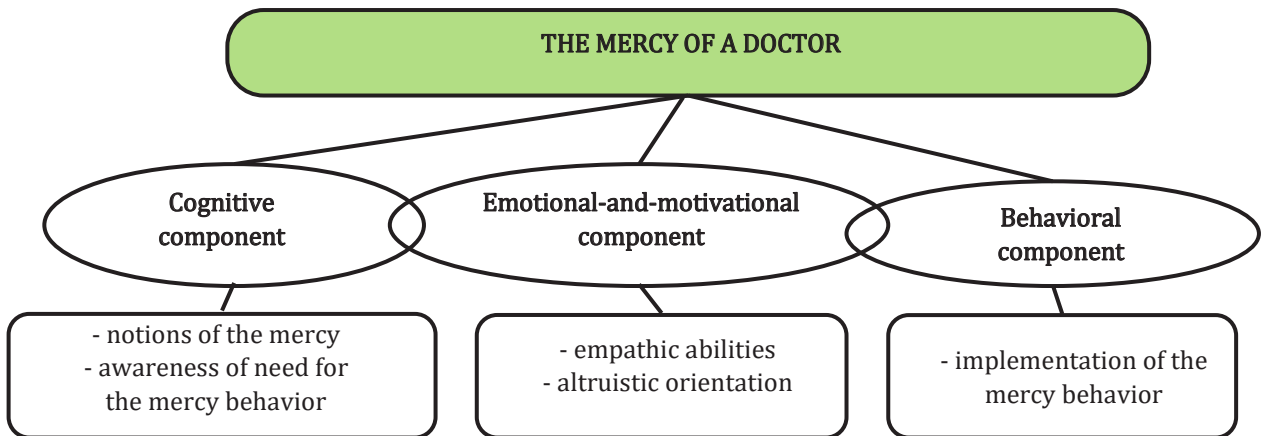 THE MERCY OF A DOCTOR
Cognitive
component
Emotional-and-motivational
component
Behavioral
component
- notions of the mercy
- awareness of need for
the mercy behavior
- empathic abilities
- altruistic orientation
- implementation of the
mercy behavior